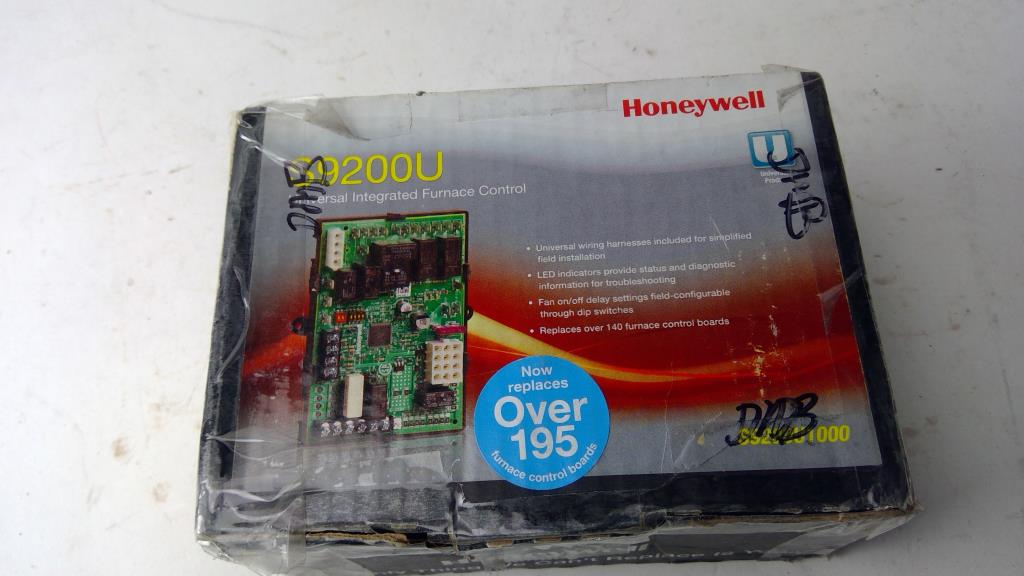 Honeywell
S9200U
Universal Integrated Furnace Control
• Universal wiring harnesses included for simplified
field installation
• LED indicators provide status and diagnostic
information for troubleshooting
• Fan on/off delay settings field-configurable
through dip switches
• Replaces over 140 furnace control boards
Now
replaces
Over
195
furnace control boards